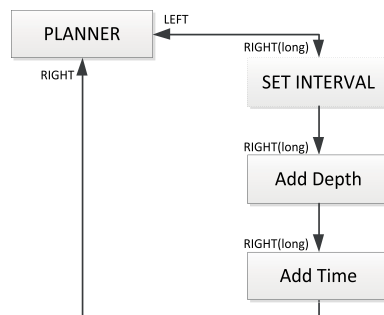 PLANNER
LEFT
RIGHT(long)
RIGHT
SET INTERVAL
RIGHT(long)
Add Depth
RIGHT(long)
Add Time